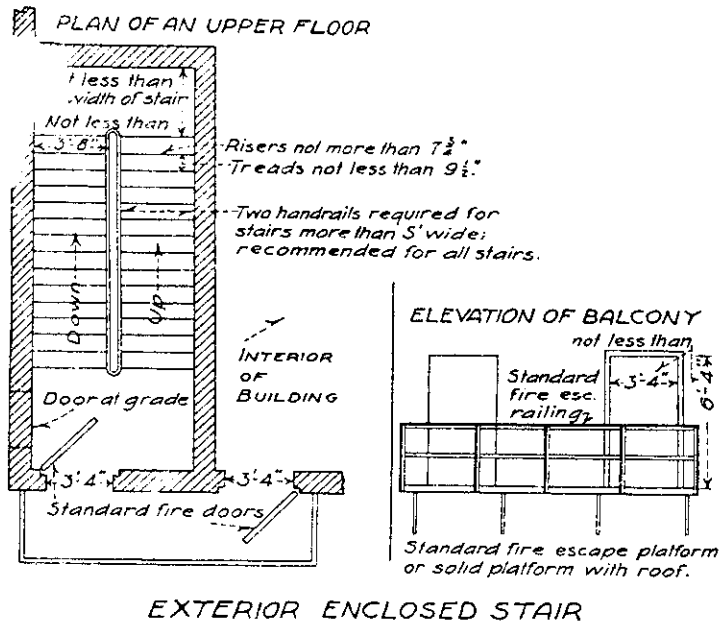 PLAN OF AN UPPER FLOOR
less than
width of stair
Not less than
3'-8"
Risers not more than 7 3/4"
Treads not less than 9 1/2"
Two handrails required for
stairs more than 5' wide;
recommended for all stairs.
Down
Up
INTERIOR
OF
BUILDING
Door at grade
3'-4"
3'-4"
Standard fire doors
ELEVATION OF BALCONY
not less than
3'-4"
6'-4"
Standard
fire esc.
railing
Standard fire escape platform
or solid platform with roof.
EXTERIOR ENCLOSED STAIR